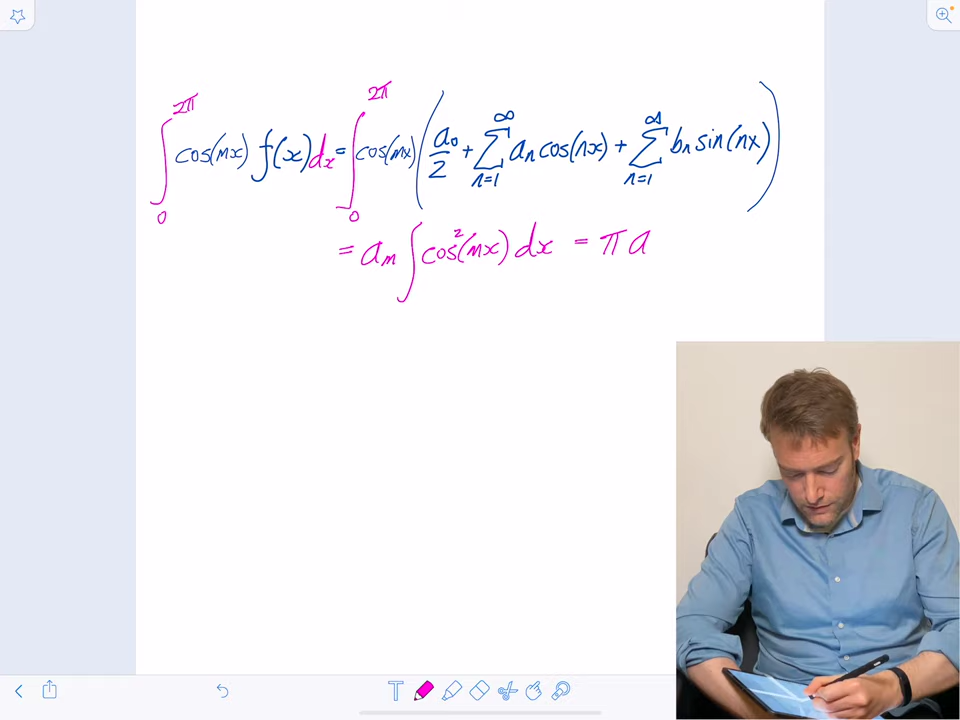 ∫₀^{2π} cos(mx) f(x) dx = ∫₀^{2π} cos(mx) ( a₀/2 + ∑_{n=1}^{∞} aₙ cos(nx) + ∑_{n=1}^{∞} bₙ sin(nx) )
= aₘ ∫ cos²(mx) dx = π a
T